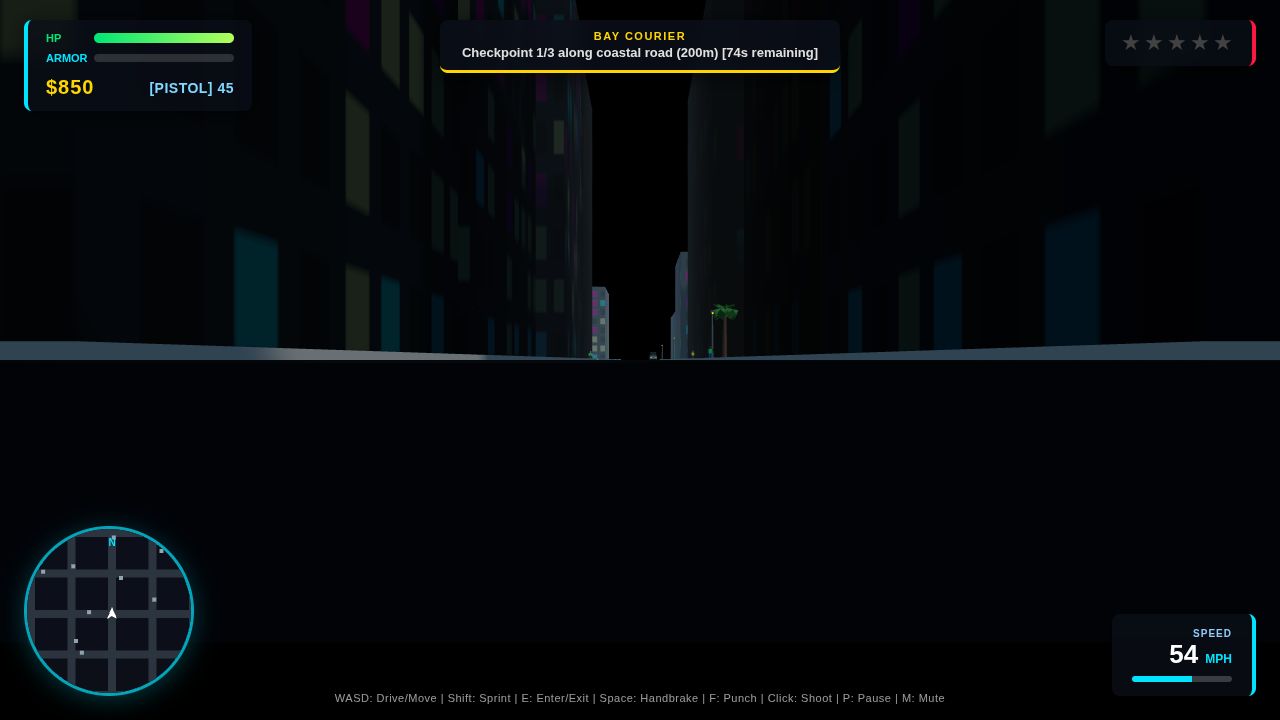 HP
ARMOR
$850 [PISTOL] 45
BAY COURIER
Checkpoint 1/3 along coastal road (200m) [74s remaining]
★★★★★
N
SPEED
54 MPH
WASD: Drive/Move | Shift: Sprint | E: Enter/Exit | Space: Handbrake | F: Punch | Click: Shoot | P: Pause | M: Mute